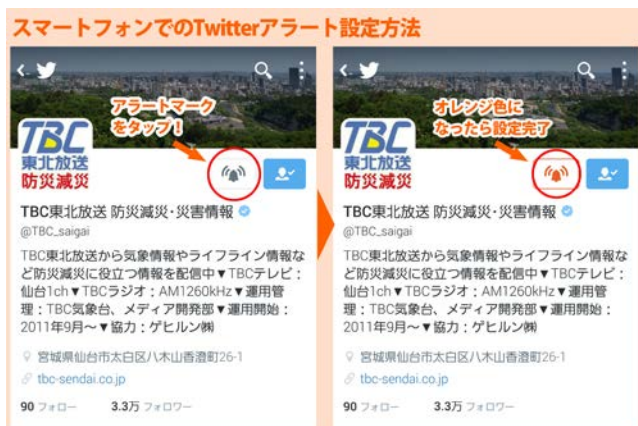 スマートフォンでのTwitterアラート設定方法
アラートマーク
をタップ！
TBC
東北放送
防災減災
TBC東北放送 防災減災・災害情報
@TBC_saigai
TBC東北放送から気象情報やライフライン情報な
ど防災減災に役立つ情報を配信中▼TBCテレビ：
仙台1ch▼TBCラジオ：AM1260kHz▼運用管
理：TBC気象台、メディア開発部▼運用開始：
2011年9月～▼協力：ゲヒルン㈱
宮城県仙台市太白区八木山香澄町26-1
tbc-sendai.co.jp
90 フォロー 3.3万 フォロワー
オレンジ色に
なったら設定完了
TBC
東北放送
防災減災
TBC東北放送 防災減災・災害情報
@TBC_saigai
TBC東北放送から気象情報やライフライン情報な
ど防災減災に役立つ情報を配信中▼TBCテレビ：
仙台1ch▼TBCラジオ：AM1260kHz▼運用管
理：TBC気象台、メディア開発部▼運用開始：
2011年9月～▼協力：ゲヒルン㈱
宮城県仙台市太白区八木山香澄町26-1
tbc-sendai.co.jp
90 フォロー 3.3万 フォロワー